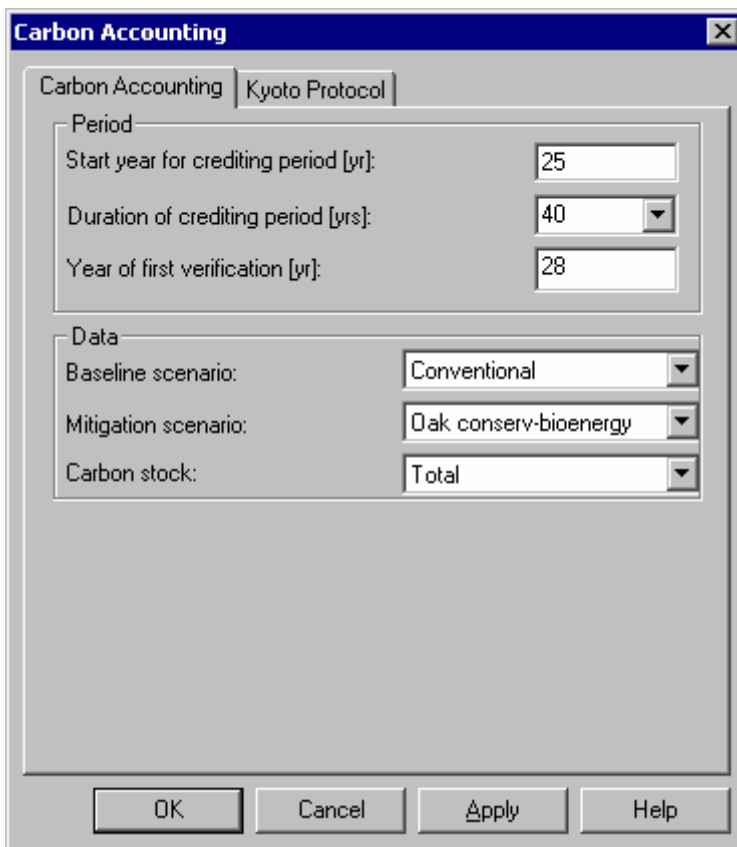 Carbon Accounting
Carbon Accounting Kyoto Protocol
Period
Start year for crediting period [yr]: 25
Duration of crediting period [yrs]: 40
Year of first verification [yr]: 28
Data
Baseline scenario: Conventional
Mitigation scenario: Oak conserv-bioenergy
Carbon stock: Total
OK Cancel Apply Help